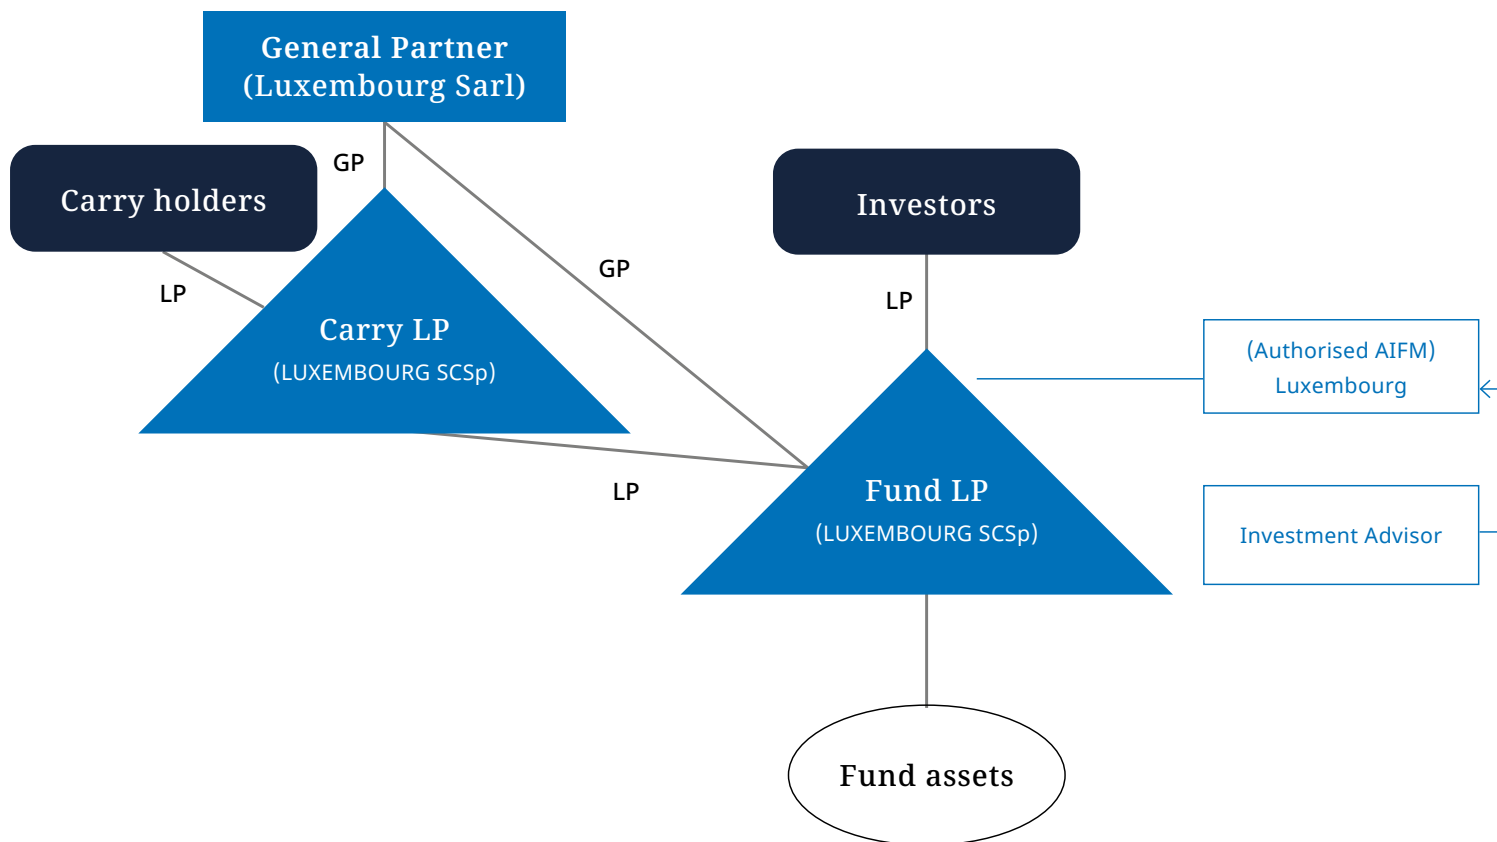 General Partner
(Luxembourg Sarl)
GP
Carry holders
Investors
LP
GP
LP
Carry LP
(LUXEMBOURG SCSp)
(Authorised AIFM)
Luxembourg
LP
Fund LP
(LUXEMBOURG SCSp)
Investment Advisor
Fund assets